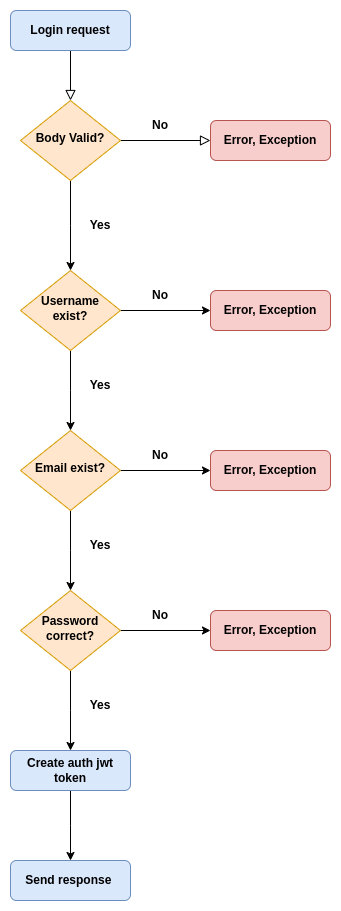 Login request
Body Valid?
No
Error, Exception
Yes
Username
exist?
No
Error, Exception
Yes
Email exist?
No
Error, Exception
Yes
Password
correct?
No
Error, Exception
Yes
Create auth jwt
token
Send response